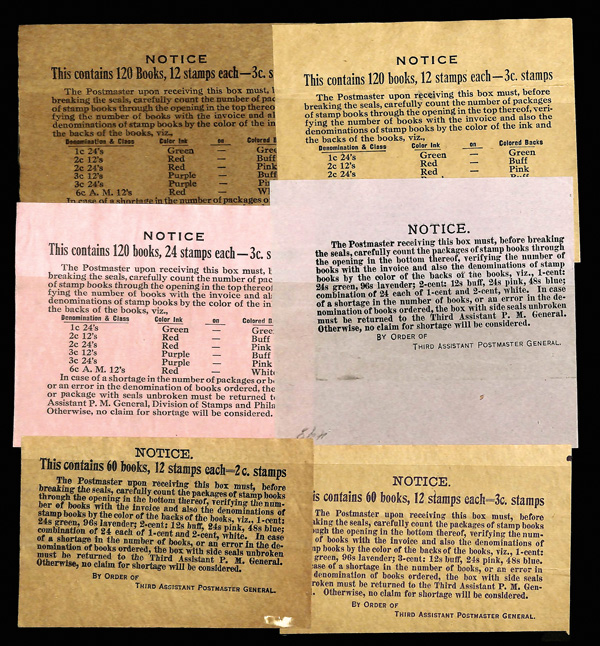 NOTICE
This contains 120 Books, 12 stamps each—3c. s
The Postmaster upon receiving this box must, b
breaking the seals, carefully count the number of pac
of stamp books through the opening in the top thereo
fying the number of books with the invoice and al
denominations of stamp books by the color of the in
the backs of the books, viz.,
Denomination & Class Color Ink on Colored B
1c 24's Green — Gree
2c 12's Red — Buff
2c 24's Red — Pink
3c 12's Purple — Buff
3c 24's Purple — Pin
6c A. M. 12's Red — Wh
In case of a shortage in the number of packages or
NOTICE
This contains 120 books, 12 stamps each—3c. stamps
The Postmaster upon receiving this box must, before
breaking the seals, carefully count the number of packages
of stamp books through the opening in the top thereof, veri-
fying the number of books with the invoice and also the
denominations of stamp books by the color of the ink and
the backs of the books, viz.,
Denomination & Class Color Ink on Colored Backs
1c 24's Green — Green
2c 12's Red — Buff
2c 24's Red — Pink
NOTICE
This contains 120 books, 24 stamps each—3c. s
The Postmaster upon receiving this box must, b
breaking the seals, carefully count the number of pac
of stamp books through the opening in the top thereof
fying the number of books with the invoice and als
denominations of stamp books by the color of the in
the backs of the books, viz.,
Denomination & Class Color Ink on Colored B
1c 24's Green — Gree
2c 12's Red — Buff
2c 24's Red — Pink
3c 12's Purple — Buff
3c 24's Purple — Pink
6c A. M. 12's Red — White
In case of a shortage in the number of packages or b
or an error in the denomination of books ordered, the
or package with seals unbroken must be returned t
Assistant P. M. General, Division of Stamps and Phila
Otherwise, no claim for shortage will be considered.
NOTICE.
The Postmaster receiving this box must, before breaking
the seals, carefully count the packages of stamp books through
the opening in the bottom thereof, verifying the number of
books with the invoice and also the denominations of stamp
books by the color of the backs of the books, viz., 1-cent:
24s green, 96s lavender; 2-cent: 12s buff, 24s pink, 48s blue;
combination of 24 each of 1-cent and 2-cent, white. In case
of a shortage in the number of books, or an error in the de-
nomination of books ordered, the box with side seals unbroken
must be returned to the Third Assistant P. M. General.
Otherwise, no claim for shortage will be considered.
BY ORDER OF
THIRD ASSISTANT POSTMASTER GENERAL.
NOTICE.
This contains 60 books, 12 stamps each—2c. stamps
The Postmaster upon receiving this box must, before
breaking the seals, carefully count the packages of stamp books
through the opening in the bottom thereof, verifying the num-
ber of books with the invoice and also the denominations of
stamp books by the color of the backs of the books, viz., 1-cent:
24s green, 96s lavender; 2-cent: 12s buff, 24s pink, 48s blue;
combination of 24 each of 1-cent and 2-cent, white. In case
of a shortage in the number of books, or an error in the de-
nomination of books ordered, the box with side seals unbroken
must be returned to the Third Assistant P. M. General.
Otherwise, no claim for shortage will be considered.
BY ORDER OF
THIRD ASSISTANT POSTMASTER GENERAL.
NOTICE.
is contains 60 books, 12 stamps each—3c. stamps
The Postmaster upon receiving this box must, before
aking the seals, carefully count the packages of stamp books
ough the opening in the bottom thereof, verifying the num-
of books with the invoice and also the denominations of
mp books by the color of the backs of the books, viz., 1-cent:
green, 96s lavender; 3-cent: 12s buff, 24s pink, 48s blue.
ase of a shortage in the number of books, or an error in
denomination of books ordered, the box with side seals
roken must be returned to the Third Assistant P. M. Gen-
l. Otherwise, no claim for shortage will be considered.
BY ORDER OF
THIRD ASSISTANT POSTMASTER GENERAL.